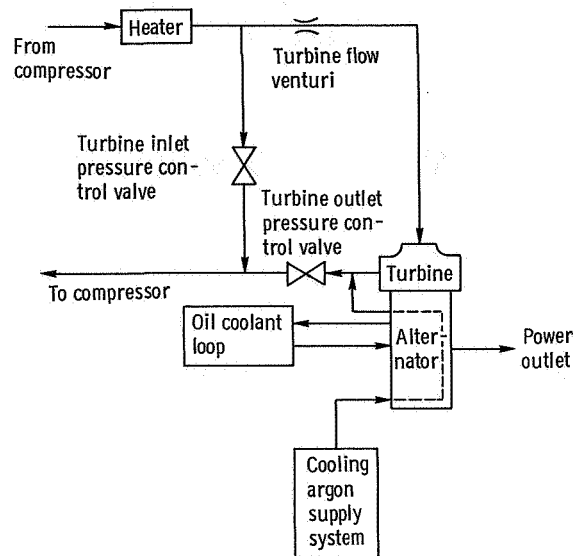 Heater
From
compressor
Turbine flow
venturi
Turbine inlet
pressure con-
trol valve
Turbine outlet
pressure con-
trol valve
Turbine
To compressor
Oil coolant
loop
Alter-
nator
Power
outlet
Cooling
argon
supply
system